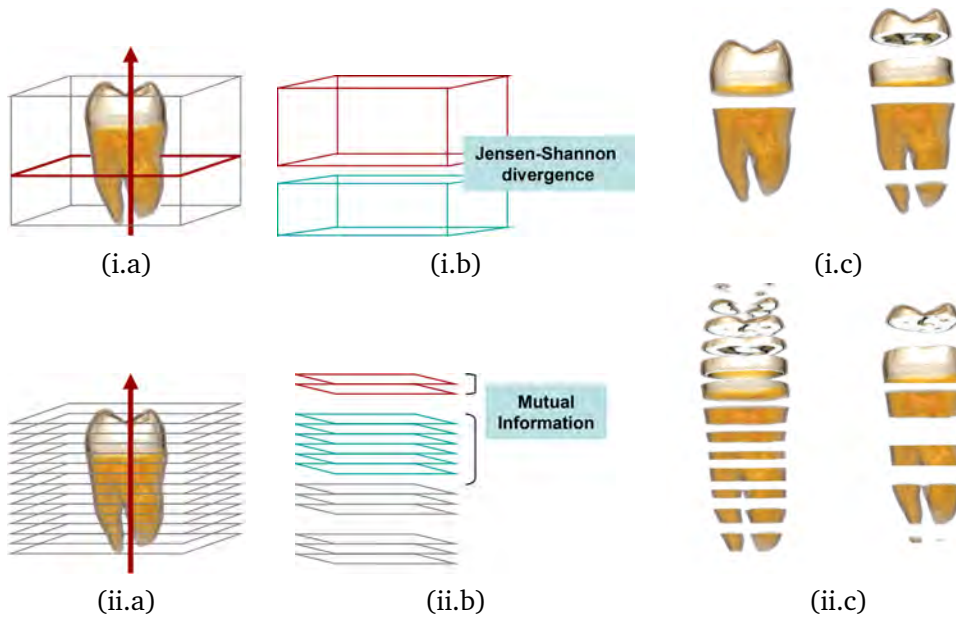 Jensen-Shannon
divergence
(i.a)
(i.b)
(i.c)
Mutual
Information
(ii.a)
(ii.b)
(ii.c)